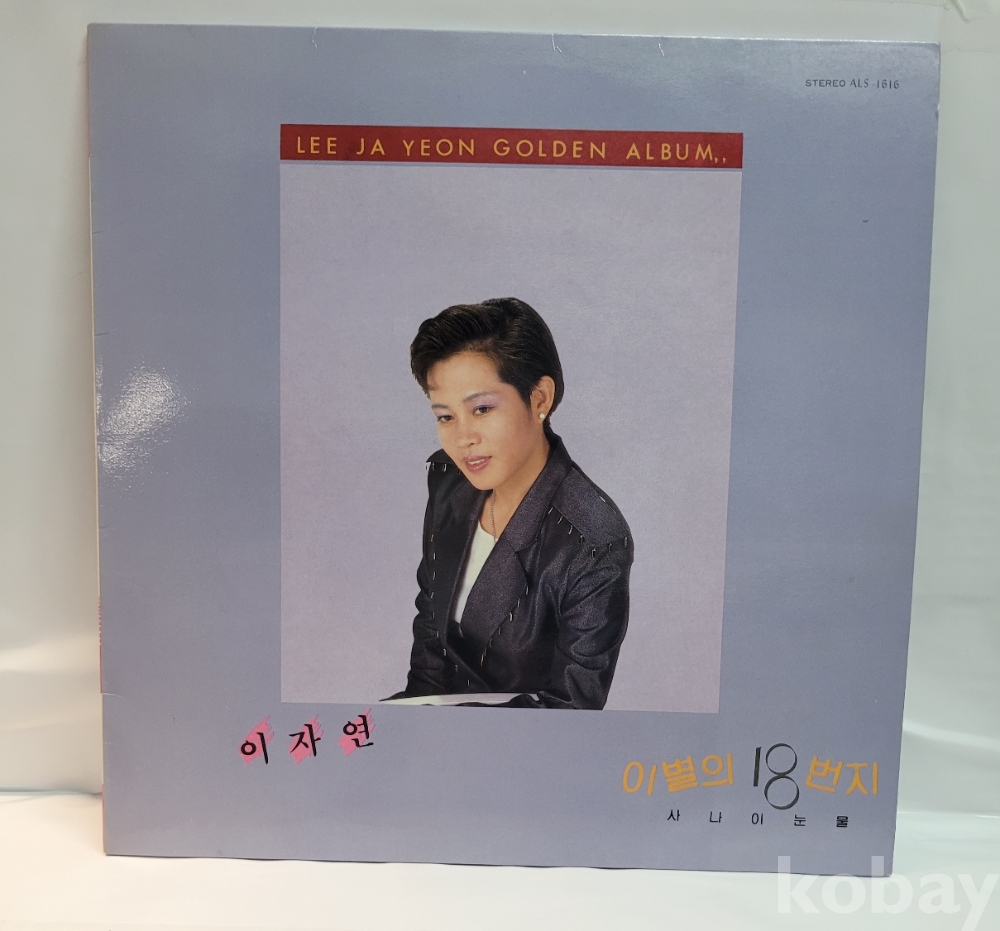 STEREO ALS-1616
LEE JA YEON GOLDEN ALBUM,,
이자연
이별의 18번지
사나이눈물
kobay